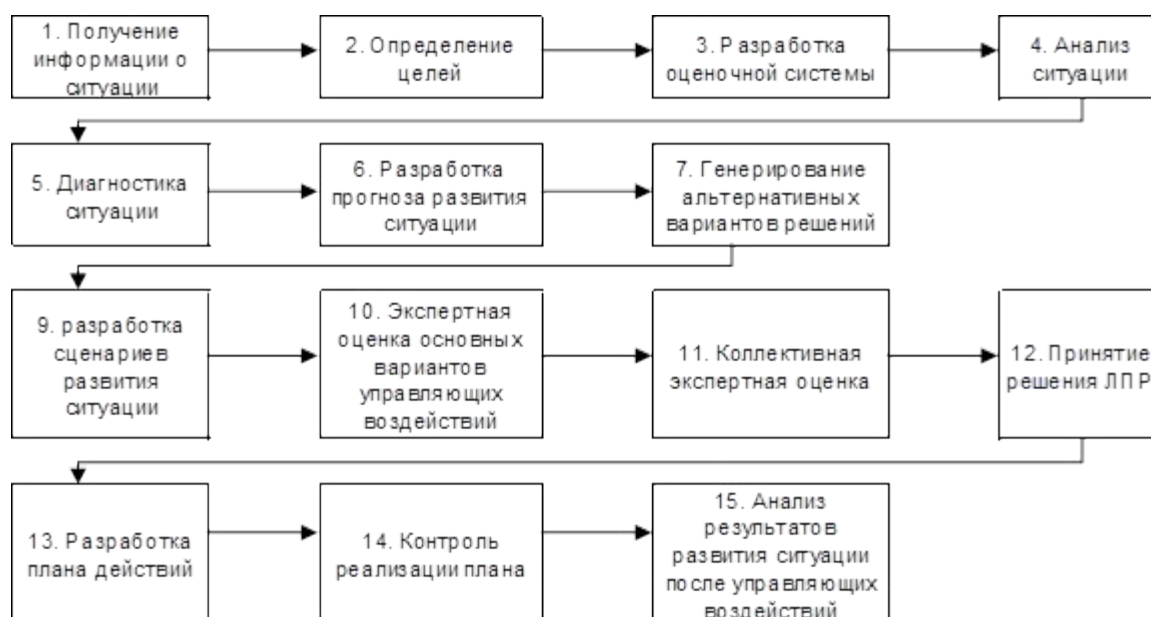 1. Получение
информации о
ситуации
2. Определение
целей
3. Разработка
оценочной системы
4. Анализ
ситуации
5. Диагностика
ситуации
6. Разработка
прогноза развития
ситуации
7. Генерирование
альтернативных
вариантов решений
9. разработка
сценариев
развития
ситуации
10. Экспертная
оценка основных
вариантов
управляющих
воздействий
11. Коллективная
экспертная оценка
12. Принятие
решения ЛПР
13. Разработка
плана действий
14. Контроль
реализации плана
15. Анализ
результатов
развития ситуации
после управляющих
воздействий